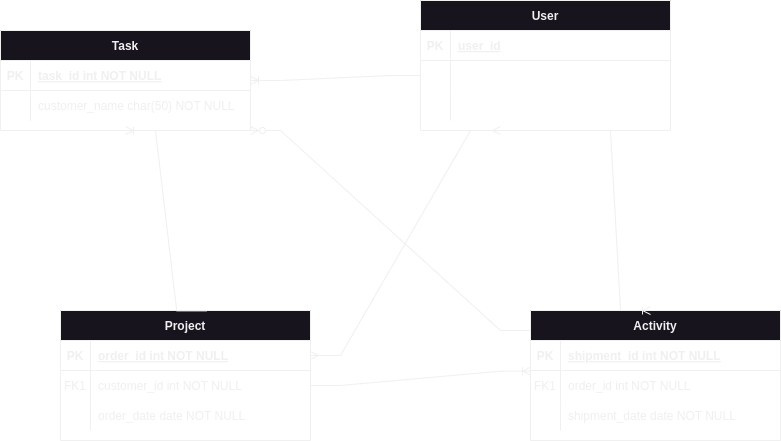 User
PK user_id
Task
PK task_id int NOT NULL
customer_name char(50) NOT NULL
Project
PK order_id int NOT NULL
FK1 customer_id int NOT NULL
order_date date NOT NULL
Activity
PK shipment_id int NOT NULL
FK1 order_id int NOT NULL
shipment_date date NOT NULL